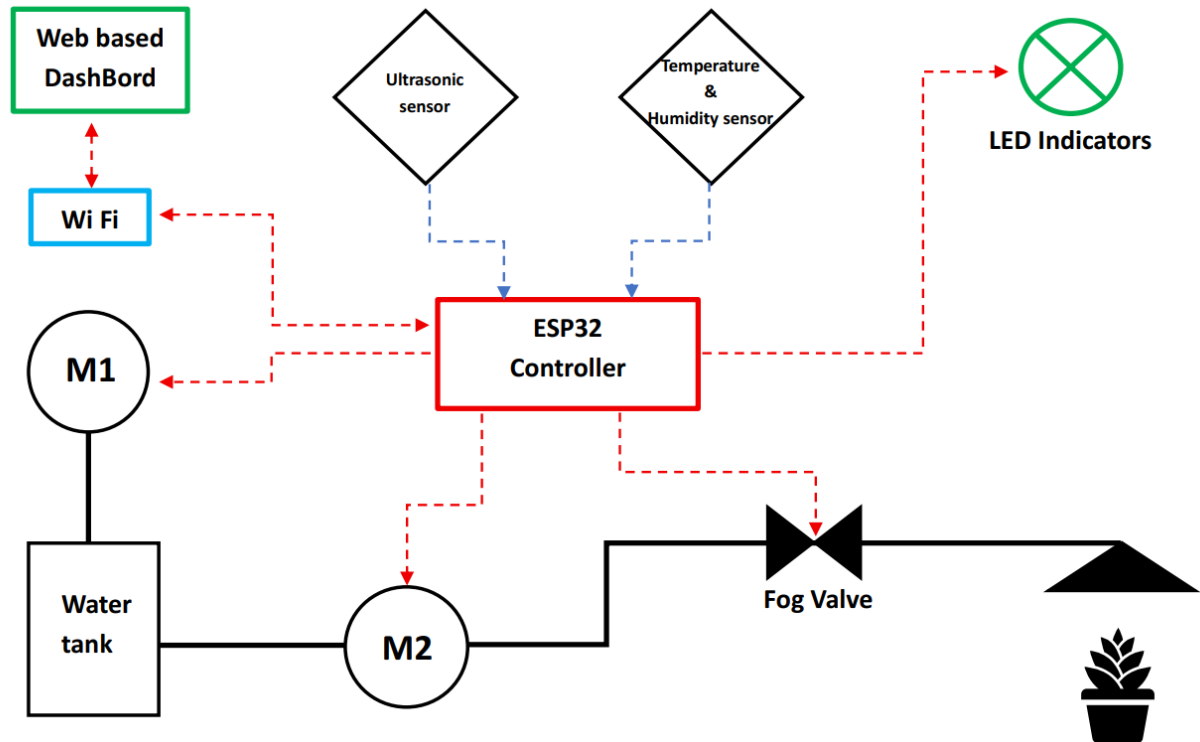 Web based
DashBord
Ultrasonic
sensor
Temperature
&
Humidity sensor
LED Indicators
Wi Fi
ESP32
Controller
M1
Water
tank
M2
Fog Valve